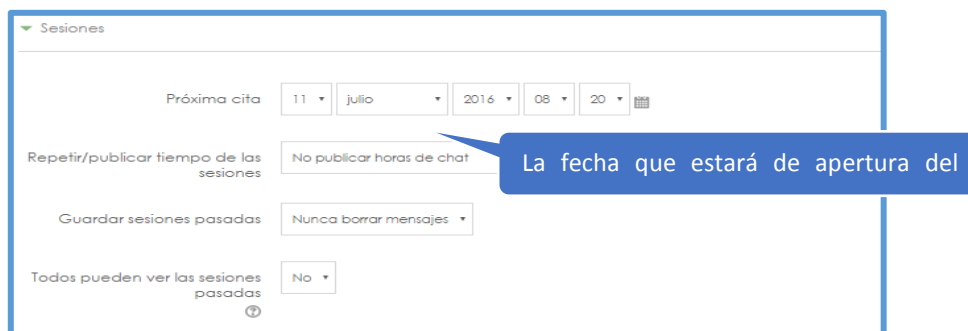 Sesiones
Próxima cita 11 julio 2016 08 20
Repetir/publicar tiempo de las sesiones No publicar horas de chat
La fecha que estará de apertura del
Guardar sesiones pasadas Nunca borrar mensajes
Todos pueden ver las sesiones pasadas No